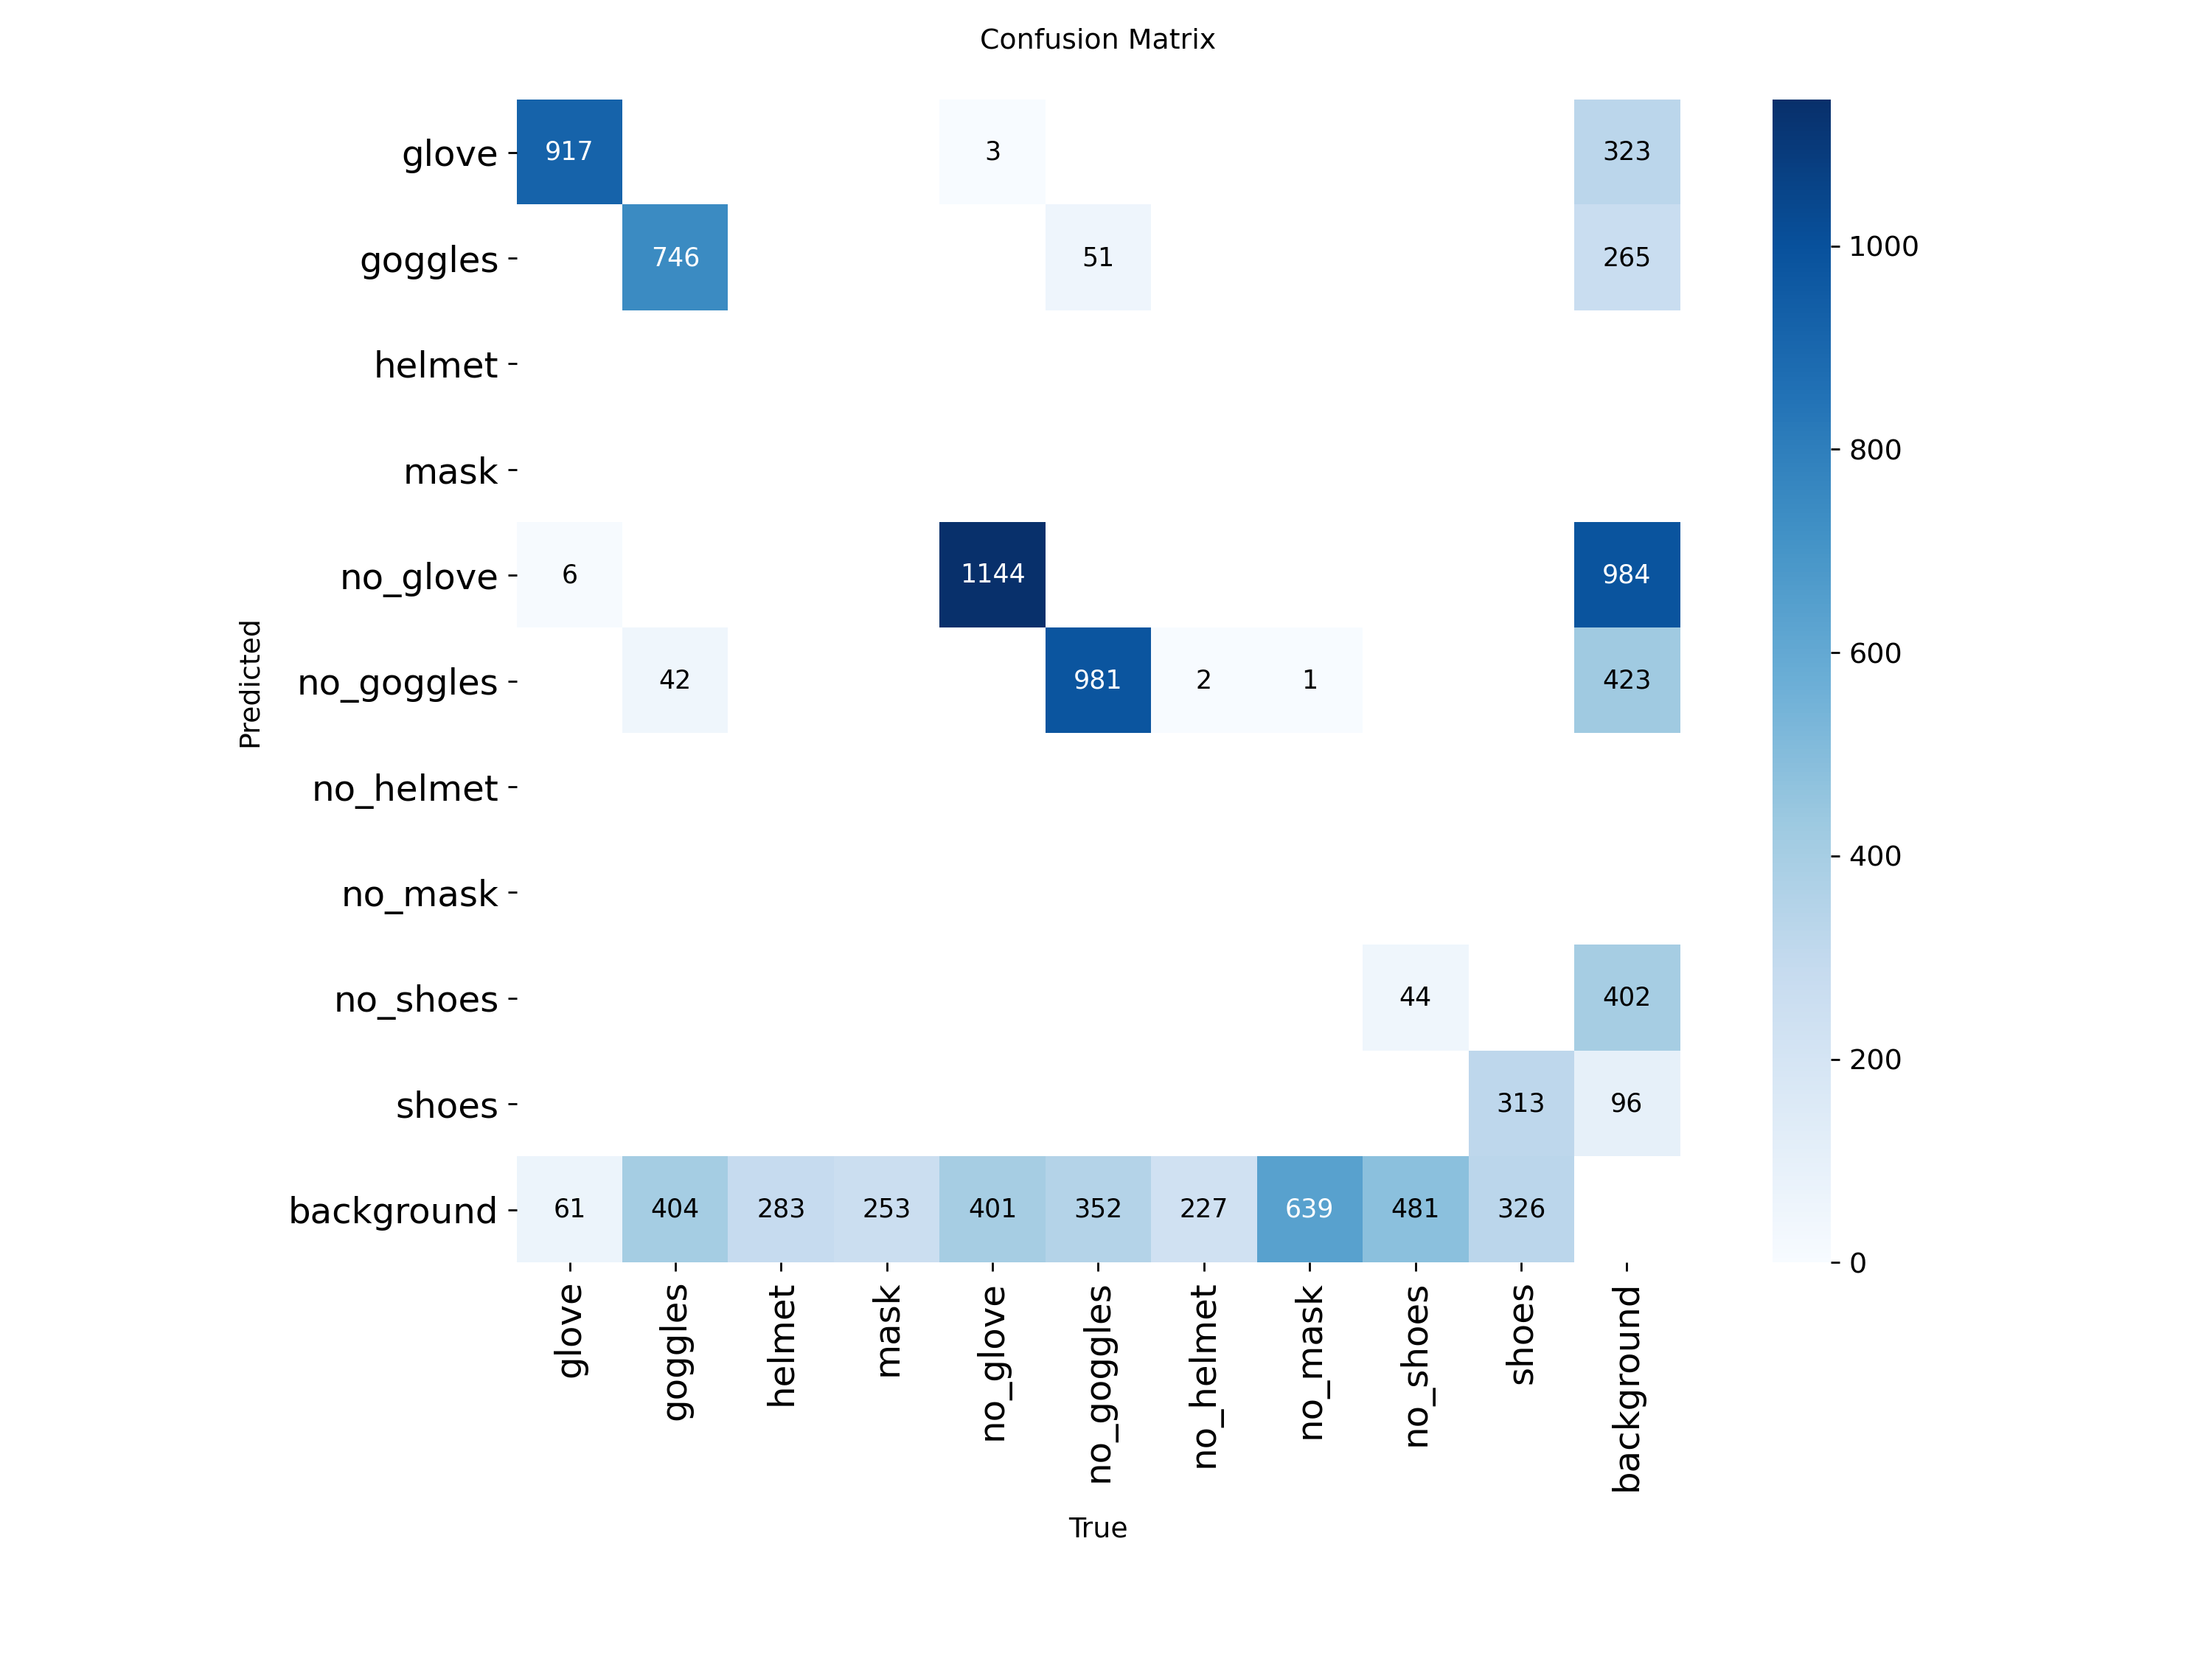 Confusion Matrix
glove 917 3 323
goggles 746 51 265
helmet
mask
no_glove 6 1144 984
no_goggles 42 981 2 1 423
no_helmet
no_mask
no_shoes 44 402
shoes 313 96
background 61 404 283 253 401 352 227 639 481 326
glove goggles helmet mask no_glove no_goggles no_helmet no_mask no_shoes shoes background
True
Predicted
1000
800
600
400
200
0